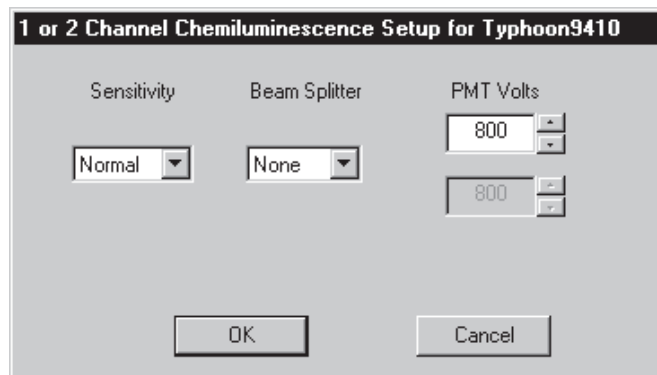 1 or 2 Channel Chemiluminescence Setup for Typhoon9410
Sensitivity Beam Splitter PMT Volts
800
Normal None
800
OK Cancel